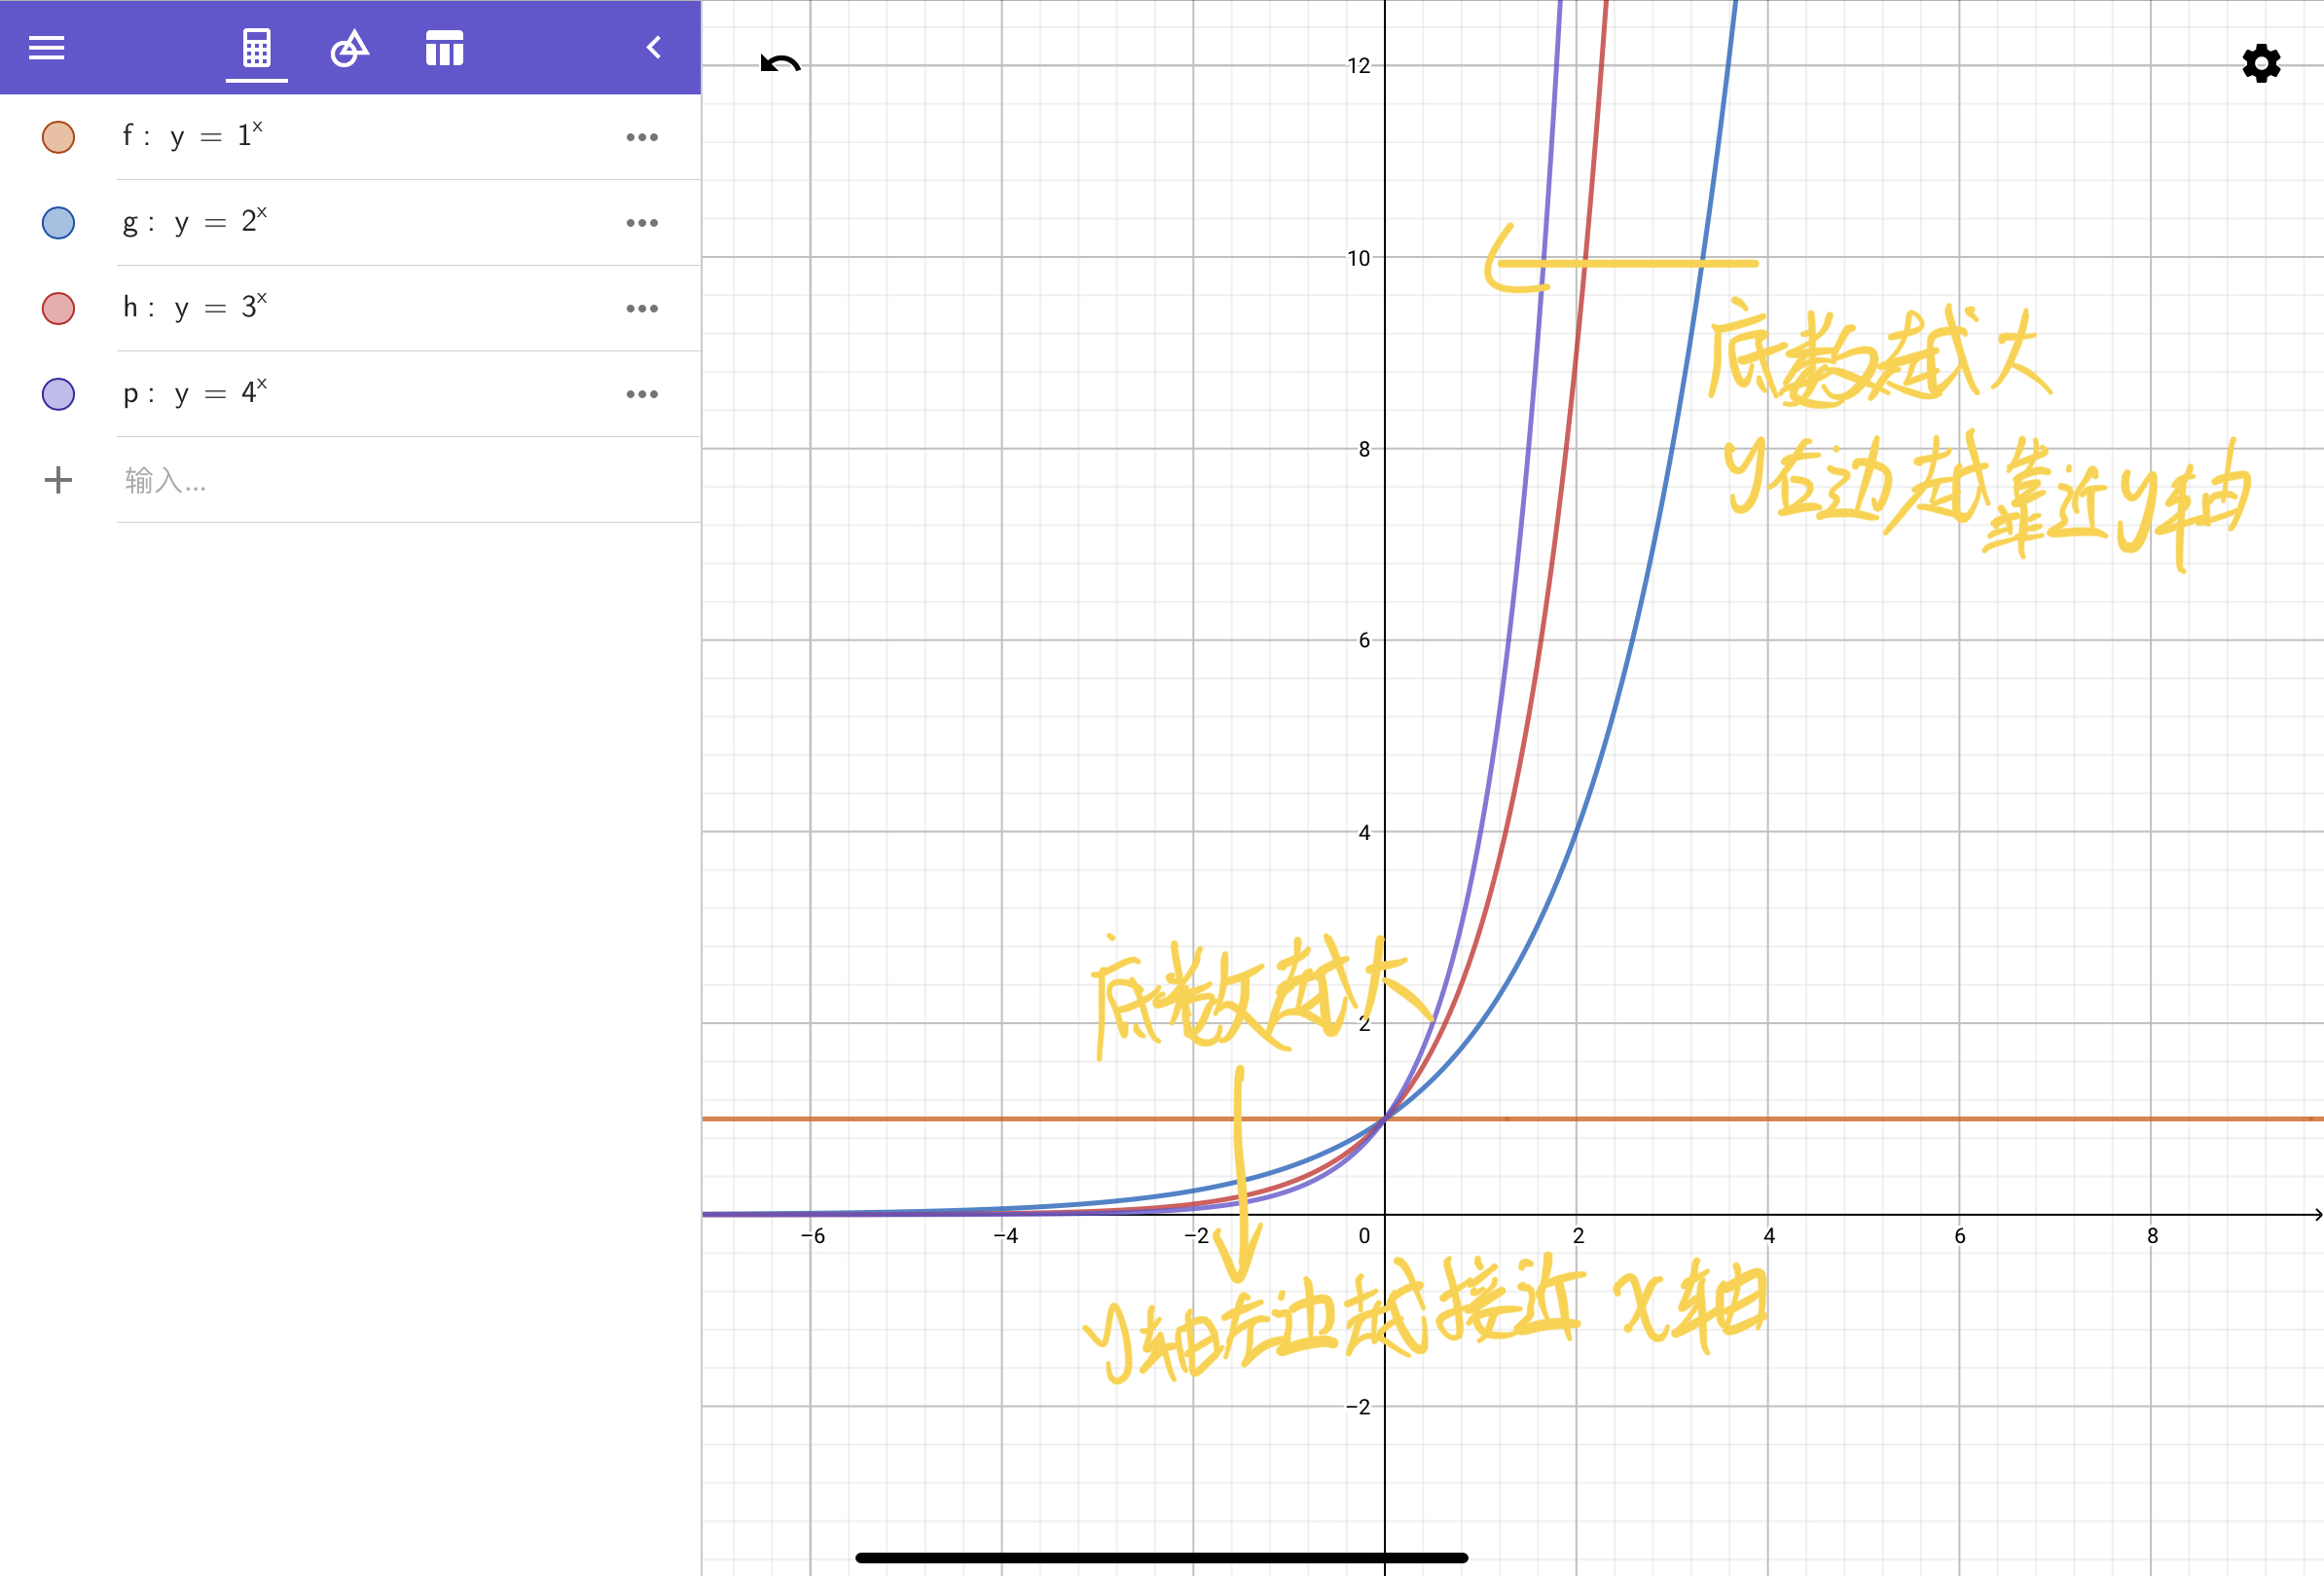 f : y = 1^x
g : y = 2^x
h : y = 3^x
p : y = 4^x
输入...
12
10
底数越大
8
y右边越靠近y轴
6
4
底数越大
2
−6 −4 −2 0 2 4 6 8
y轴左边越接近x轴
−2